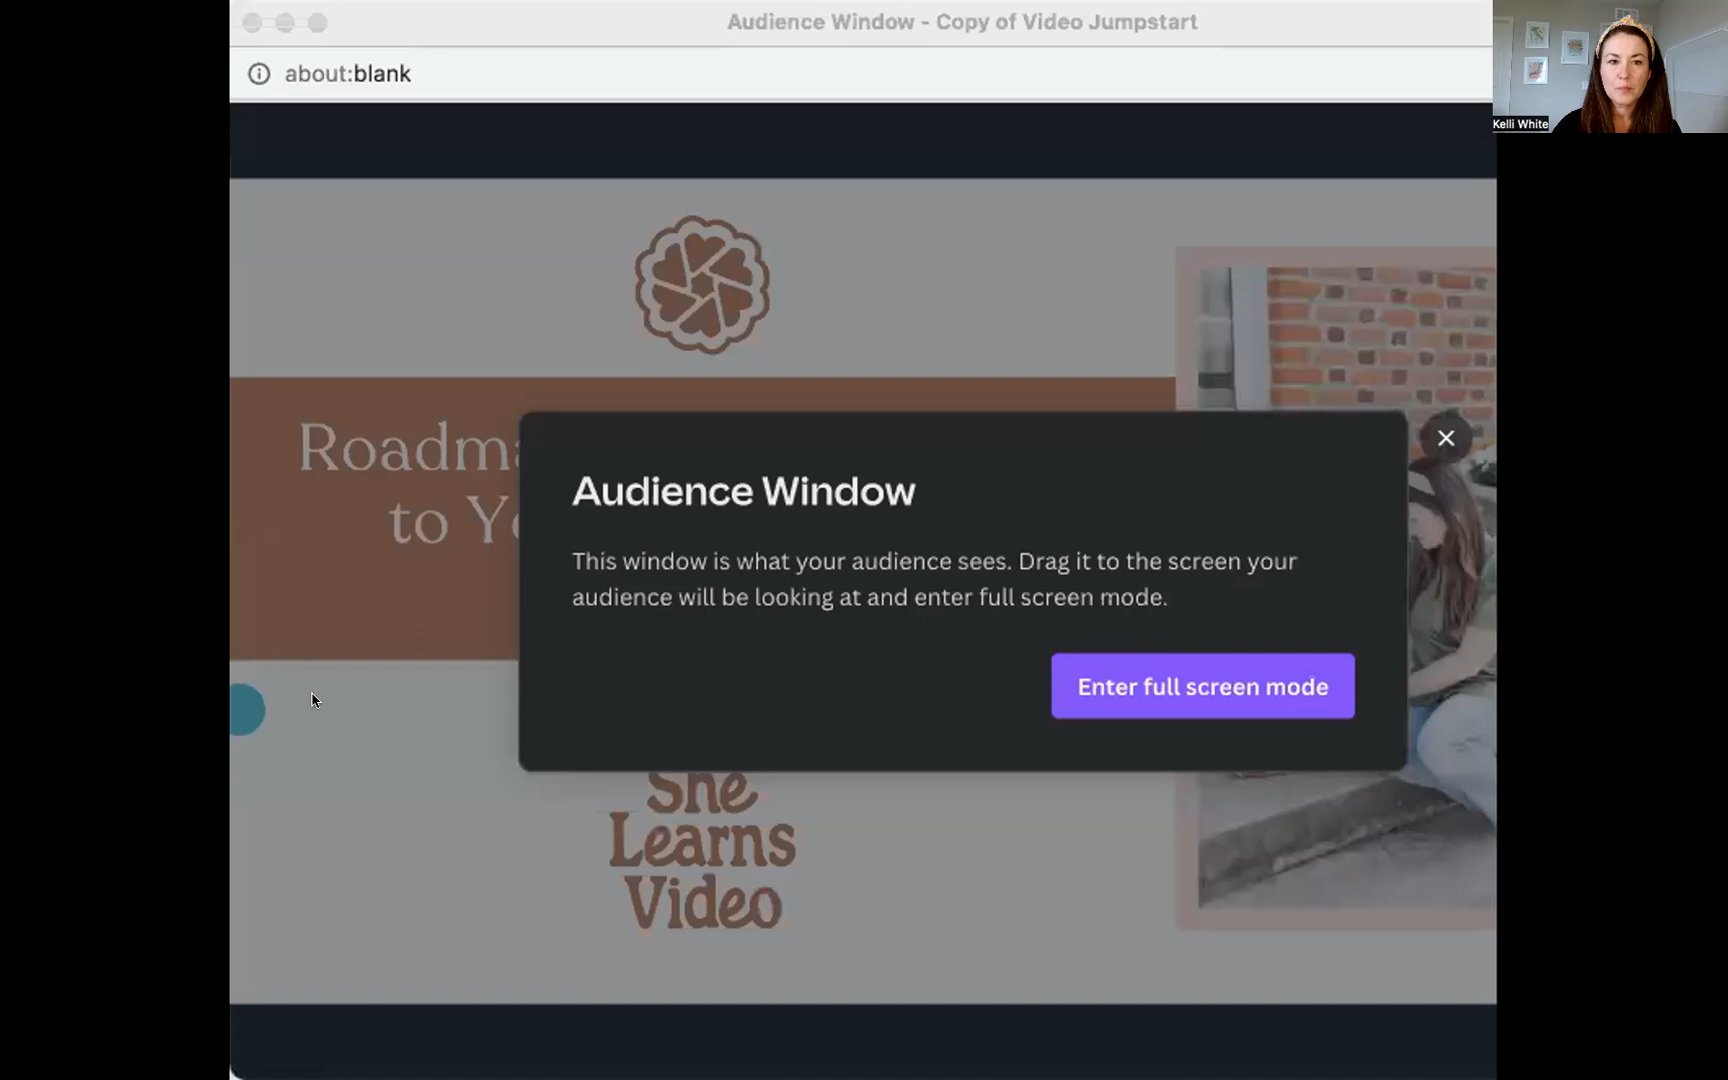 Audience Window - Copy of Video Jumpstart
about:blank
Kelli White
to
Audience Window
This window is what your audience sees. Drag it to the screen your
audience will be looking at and enter full screen mode.
Enter full screen mode
She
Learns
Video